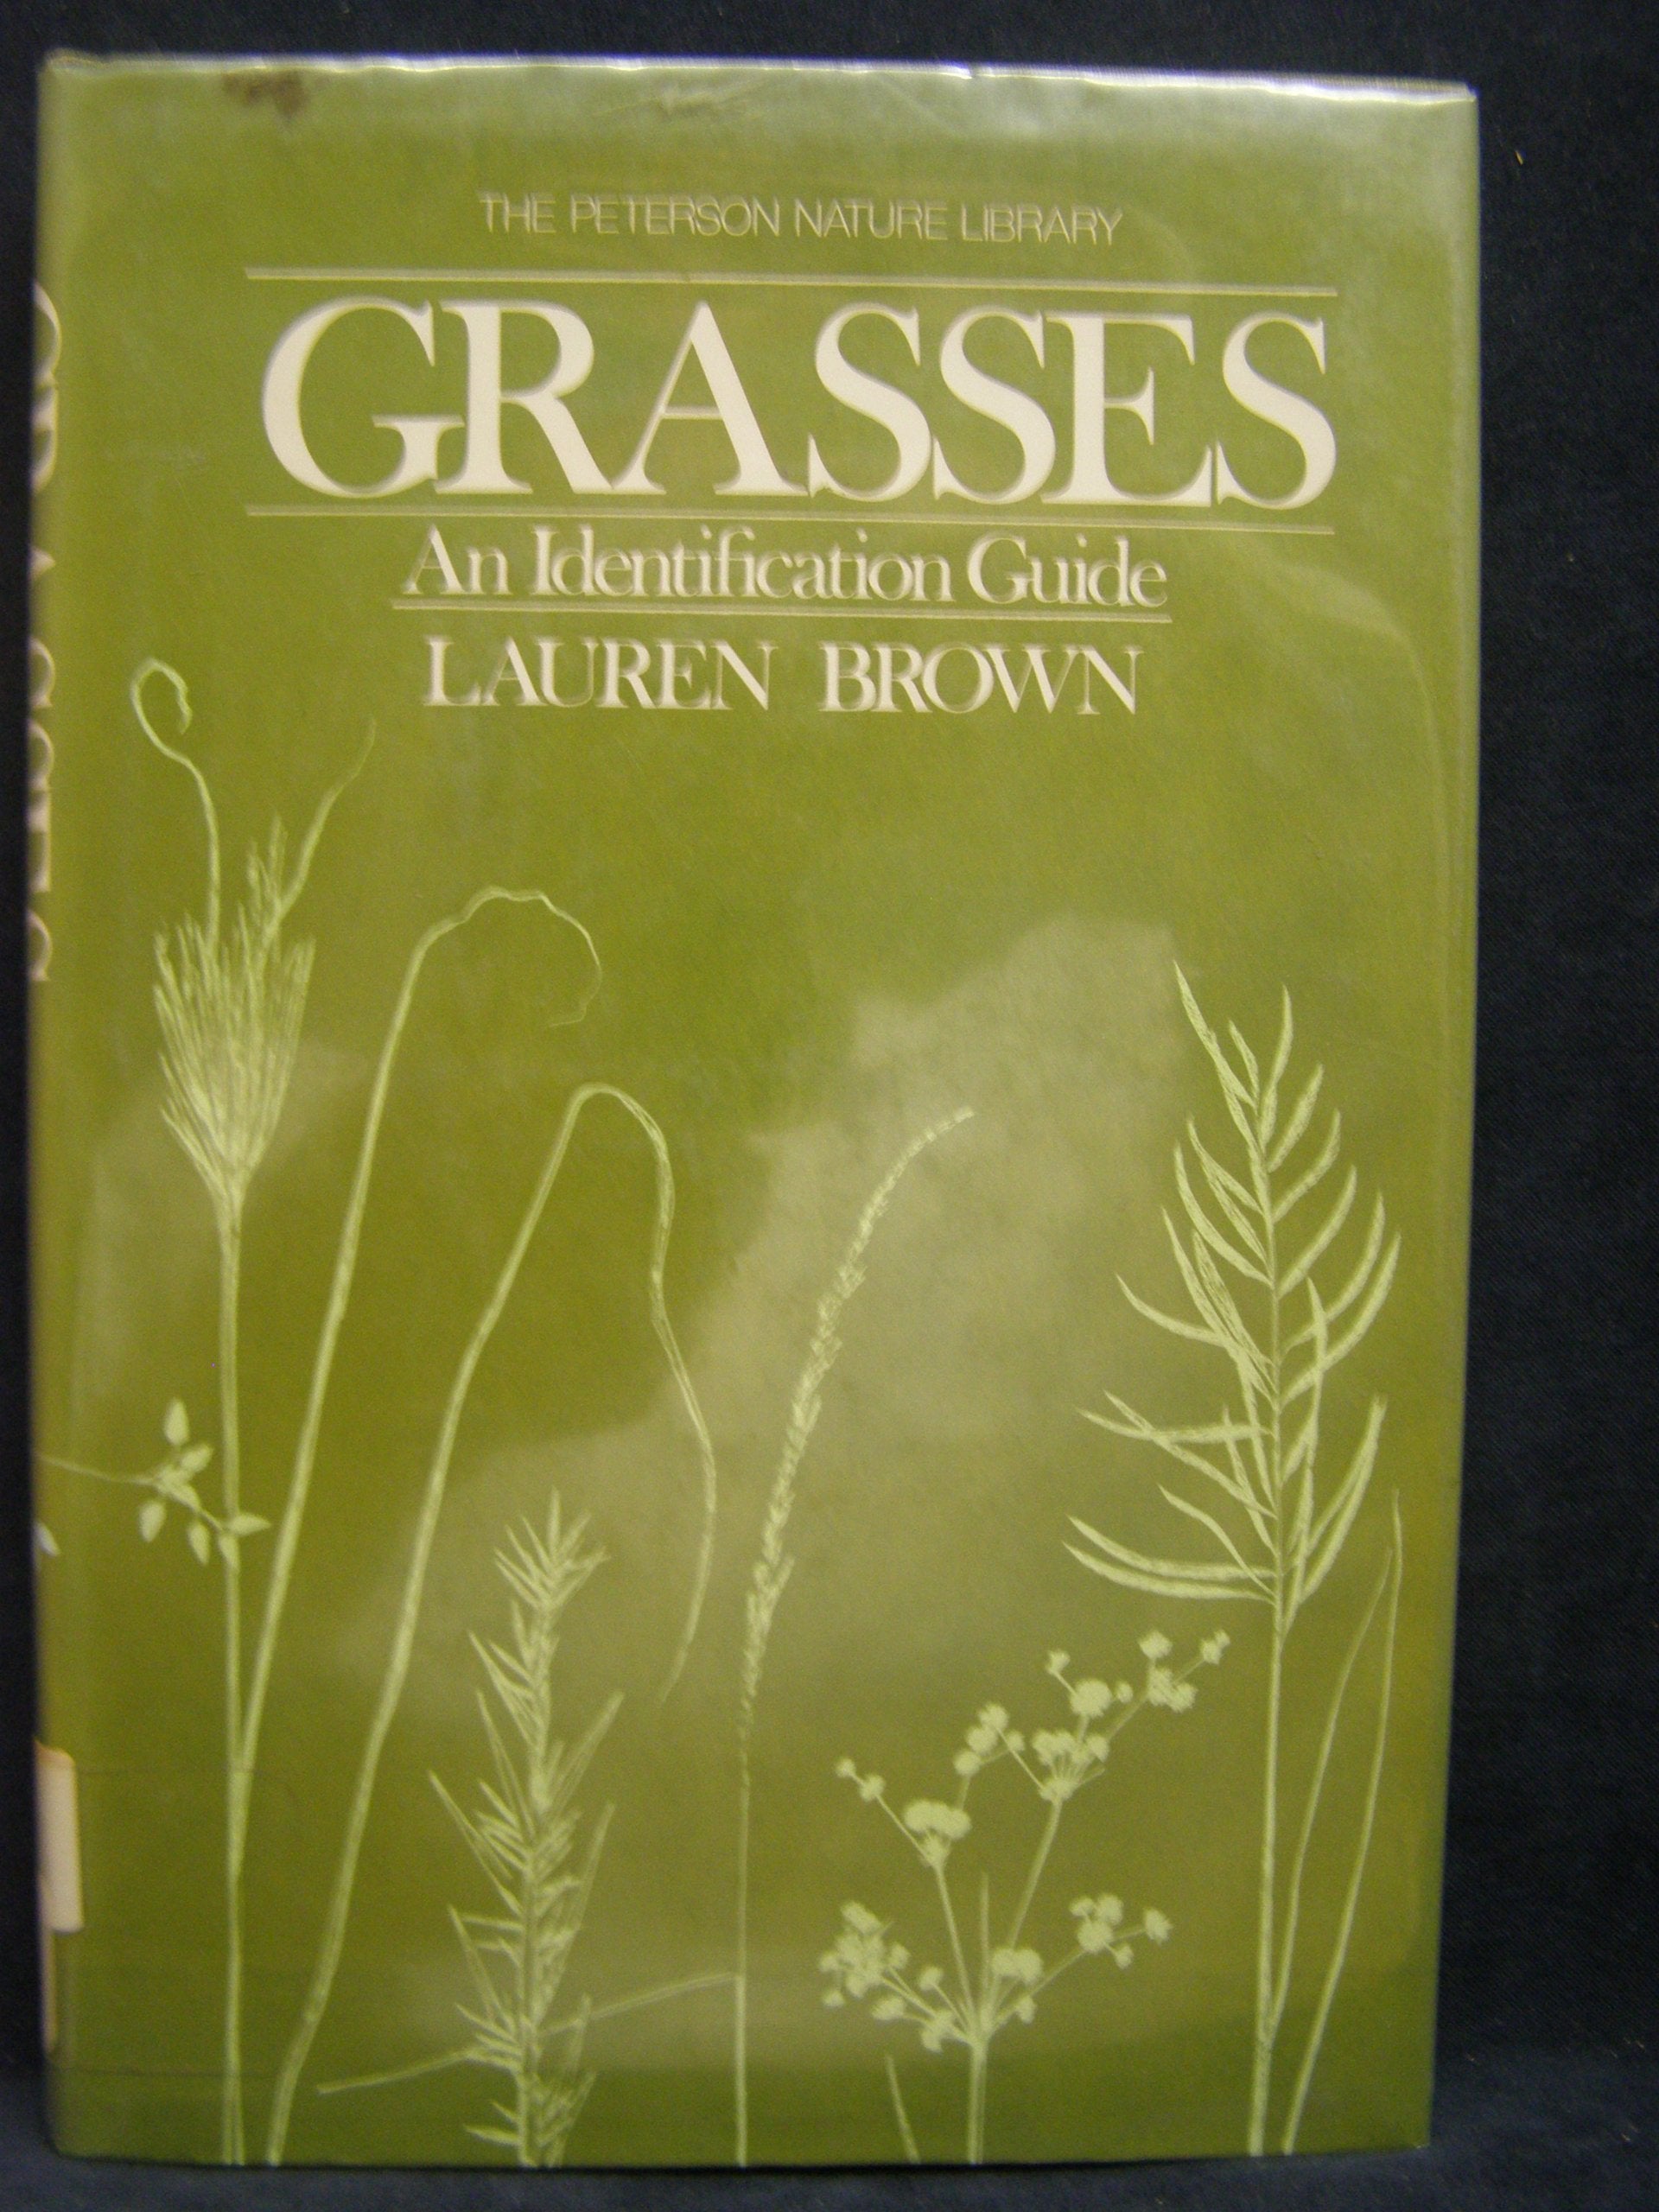 THE PETERSON NATURE LIBRARY
GRASSES
An Identification Guide
LAUREN BROWN